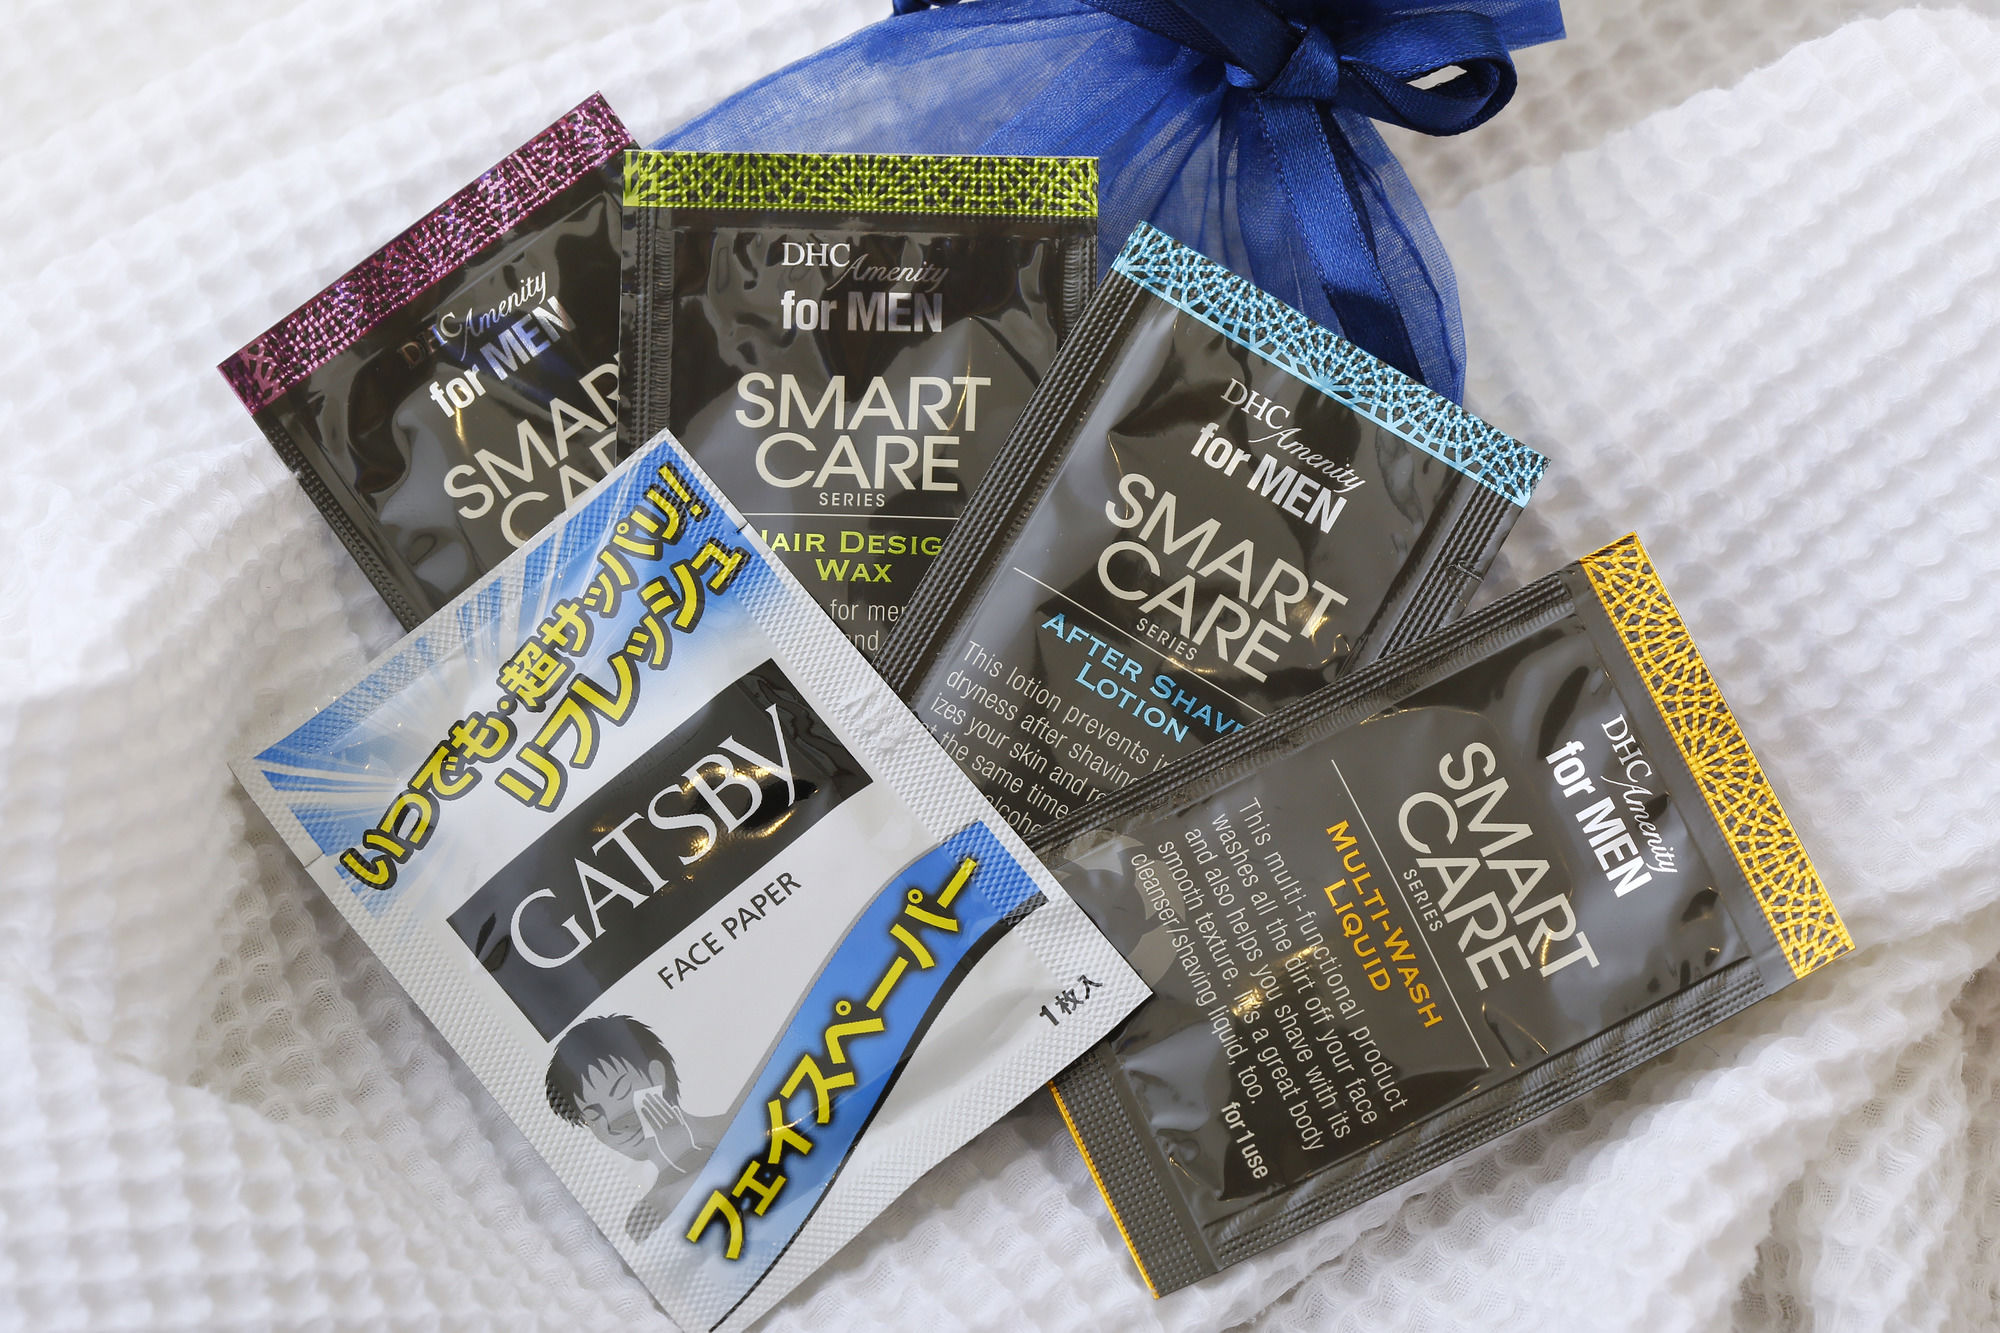 DHC Amenity
for MEN
SMAR
CA
DHC Amenity
for MEN
SMART
CARE
SERIES
HAIR DESIG
WAX
for men
and
DHC Amenity
for MEN
SMART
CARE
SERIES
AFTER SHAVE
LOTION
This lotion prevents
dryness after shaving
izes your skin and
the same time
alcoho
DHC Amenity
for MEN
SMART
CARE
SERIES
MULTI-WASH
LIQUID
This multi-functional product
washes all the dirt off your face
and also helps you shave with its
smooth texture. It's a great body
cleanser/shaving liquid, too.
for 1 use
いつでも・超サッパリ!!
リフレッシュ
GATSBY
FACE PAPER
フェイスペーパー
1枚入